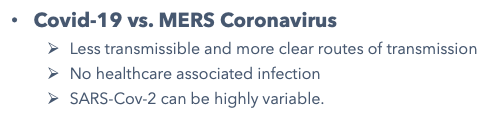 • Covid-19 vs. MERS Coronavirus
➢ Less transmissible and more clear routes of transmission
➢ No healthcare associated infection
➢ SARS-Cov-2 can be highly variable.